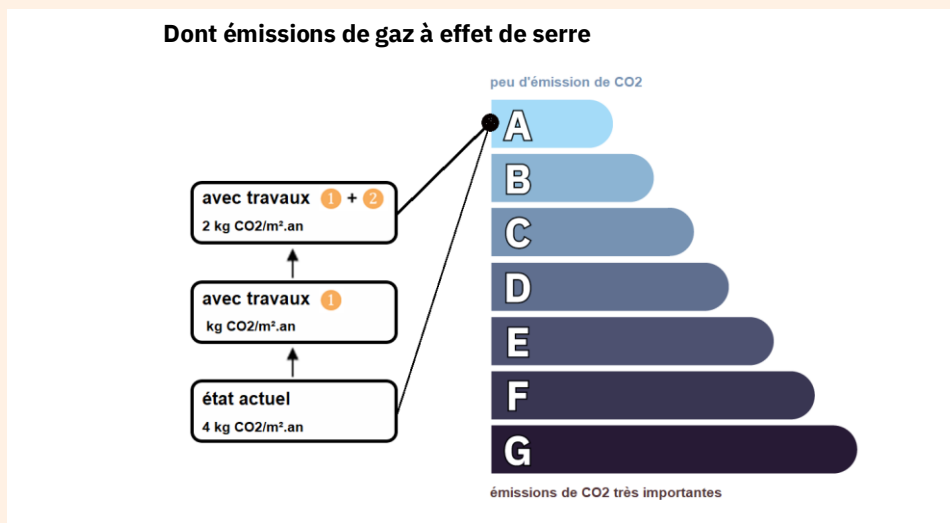 Dont émissions de gaz à effet de serre
peu d'émission de CO2
A
B
C
D
E
F
G
émissions de CO2 très importantes
avec travaux 1 + 2
2 kg CO2/m².an
avec travaux 1
kg CO2/m².an
état actuel
4 kg CO2/m².an